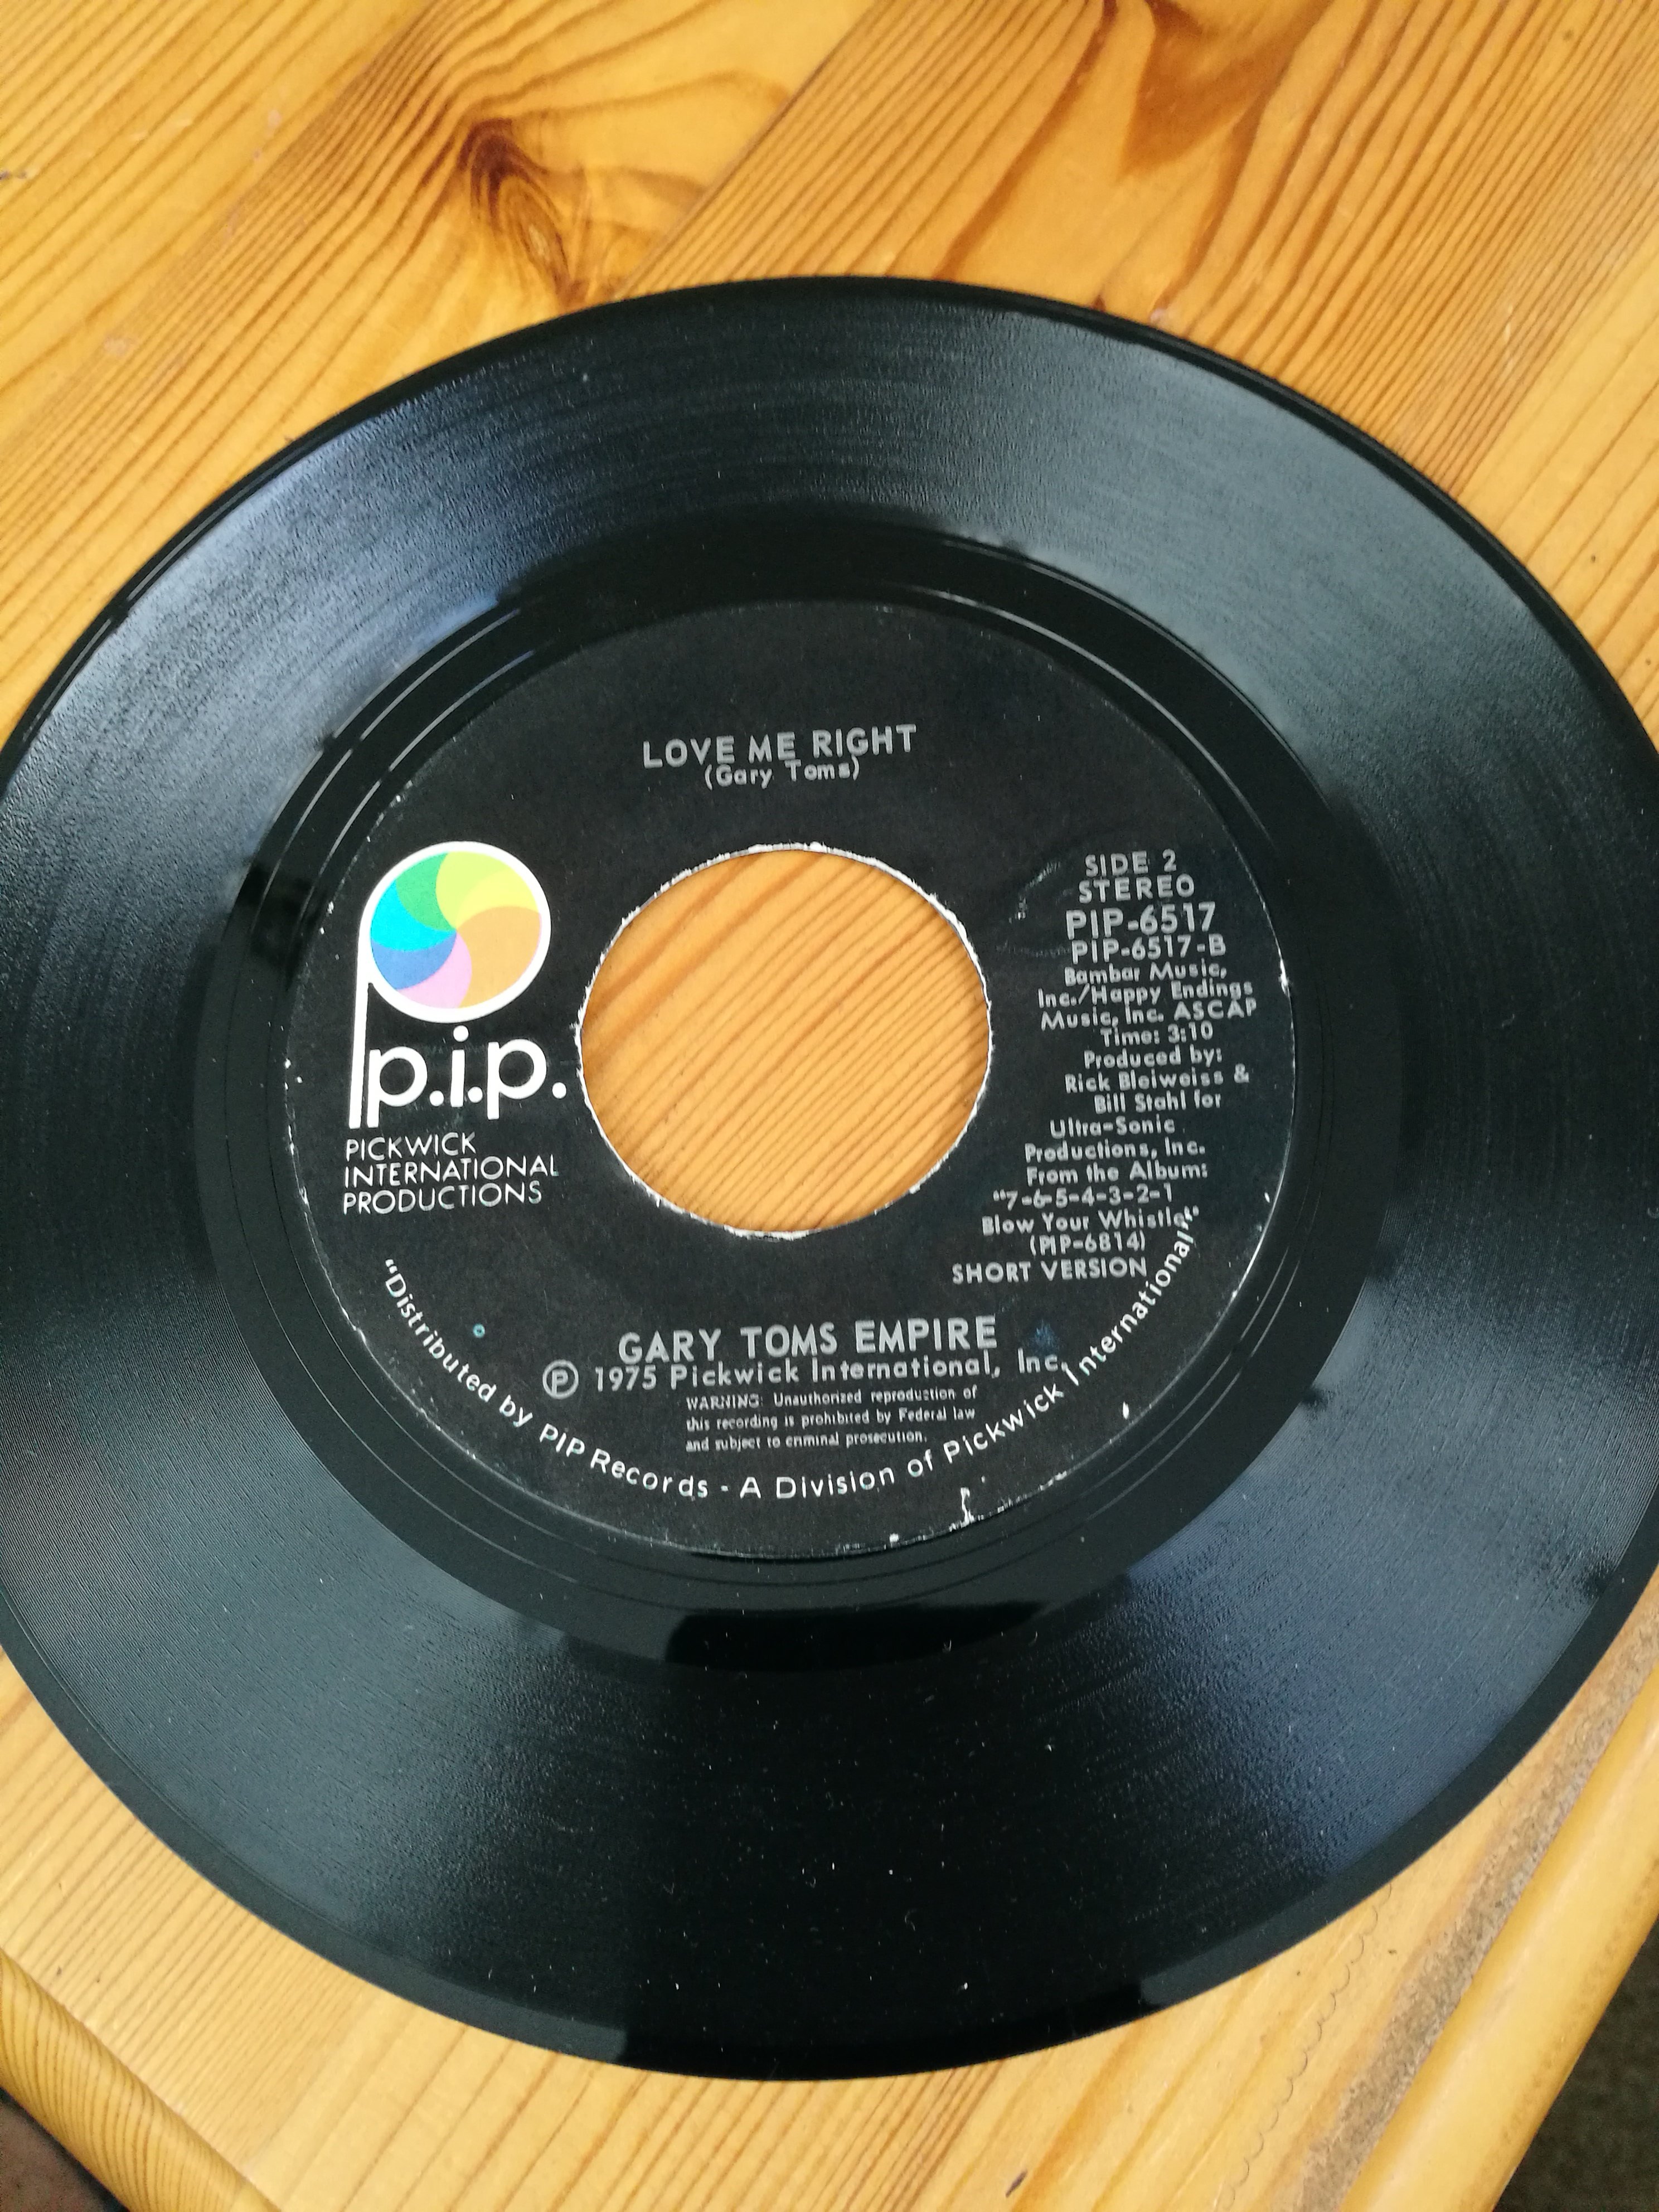 LOVE ME RIGHT
(Gary Toms)
p.i.p.
PICKWICK
INTERNATIONAL
PRODUCTIONS
SIDE 2
STEREO
PIP-6517
PIP-6517-B
Bambar Music,
Inc./Happy Endings
Music, Inc. ASCAP
Time: 3:10
Produced by:
Rick Bleiweiss &
Bill Stahl for
Ultra-Sonic
Productions, Inc.
From the Album:
"7-6-5-4-3-2-1
Blow Your Whistle"
(PIP-6814)
SHORT VERSION
GARY TOMS EMPIRE
℗ 1975 Pickwick International, Inc.
WARNING: Unauthorized reproduction of
this recording is prohibited by Federal law
and subject to criminal prosecution.
"Distributed by PIP Records - A Division of Pickwick International"